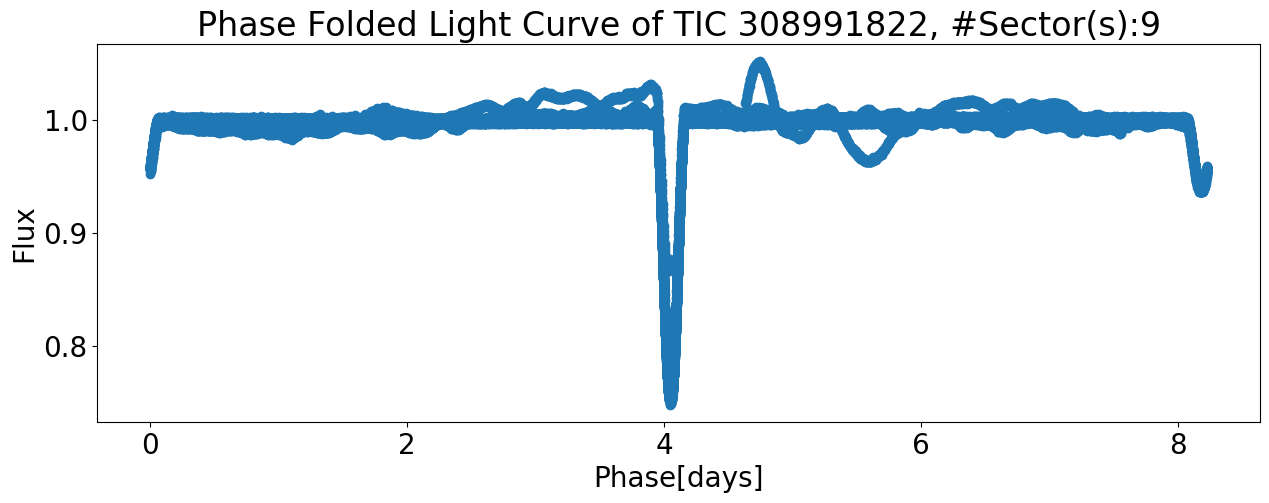 Phase Folded Light Curve of TIC 308991822, #Sector(s):9
1.0
0.9
0.8
Flux
0 2 4 6 8
Phase[days]